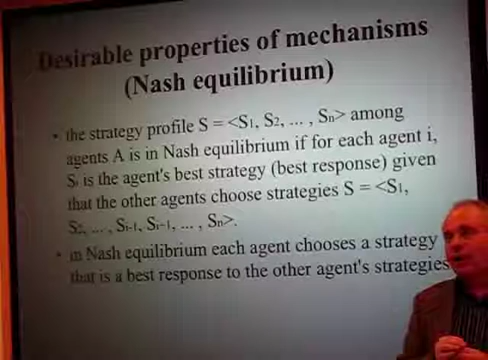 Desirable properties of mechanisms
(Nash equilibrium)
• the strategy profile S = <S1, S2, ... , Sn> among
agents A is in Nash equilibrium if for each agent i,
Si is the agent's best strategy (best response) given
that the other agents choose strategies S = <S1,
S2, ... , Si-1, Si-1, ... , Sn>.
• in Nash equilibrium each agent chooses a strategy
that is a best response to the other agent's strategies